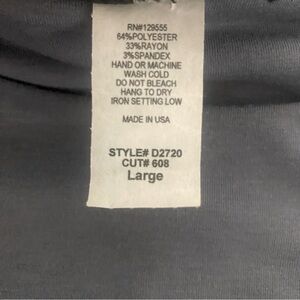 RN#129555
64%POLYESTER
33%RAYON
3%SPANDEX
HAND OR MACHINE
WASH COLD
DO NOT BLEACH
HANG TO DRY
IRON SETTING LOW
MADE IN USA
STYLE# D2720
CUT# 608
Large